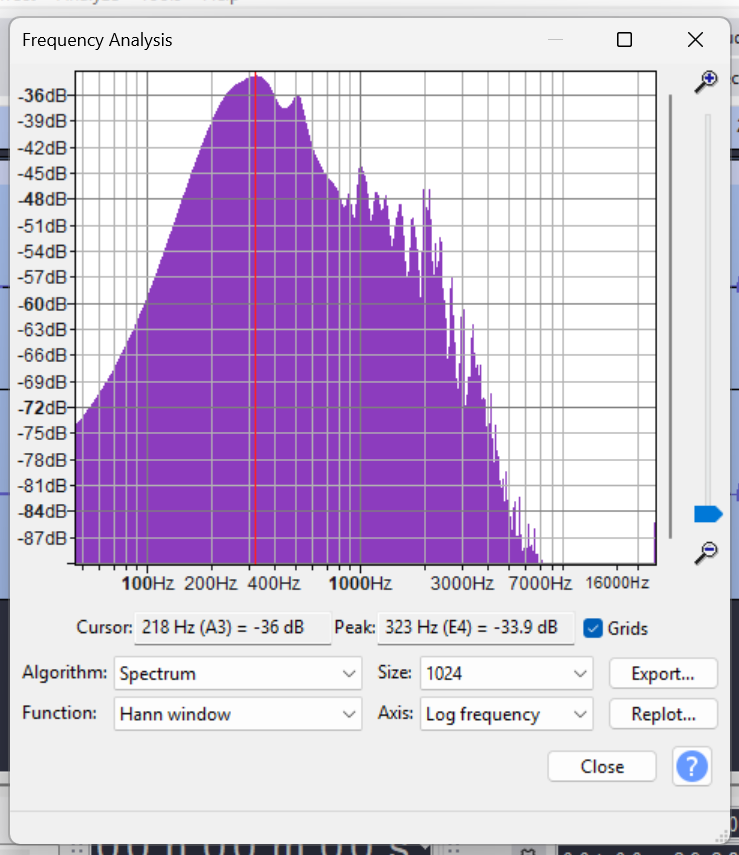 Frequency Analysis
-36dB
-39dB
-42dB
-45dB
-48dB
-51dB
-54dB
-57dB
-60dB
-63dB
-66dB
-69dB
-72dB
-75dB
-78dB
-81dB
-84dB
-87dB
100Hz 200Hz 400Hz 1000Hz 3000Hz 7000Hz 16000Hz
Cursor: 218 Hz (A3) = -36 dB Peak: 323 Hz (E4) = -33.9 dB Grids
Algorithm: Spectrum Size: 1024 Export...
Function: Hann window Axis: Log frequency Replot...
Close ?